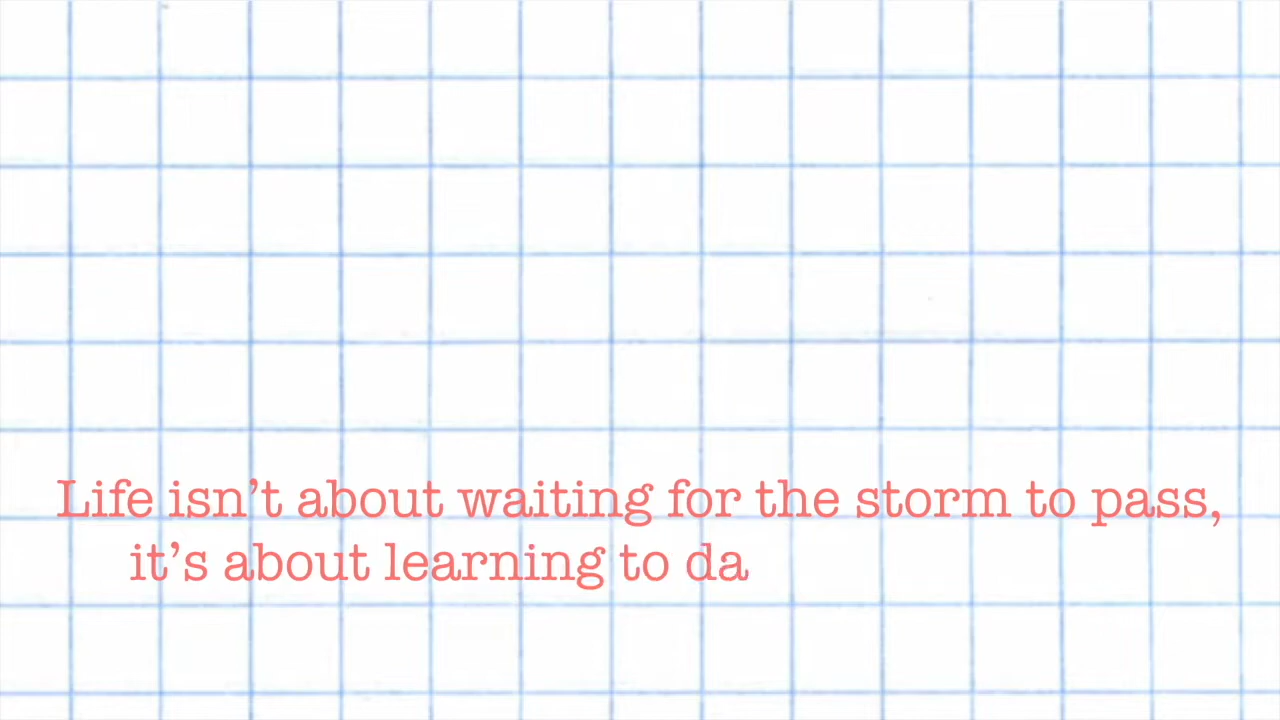 Life isn’t about waiting for the storm to pass,
it’s about learning to da